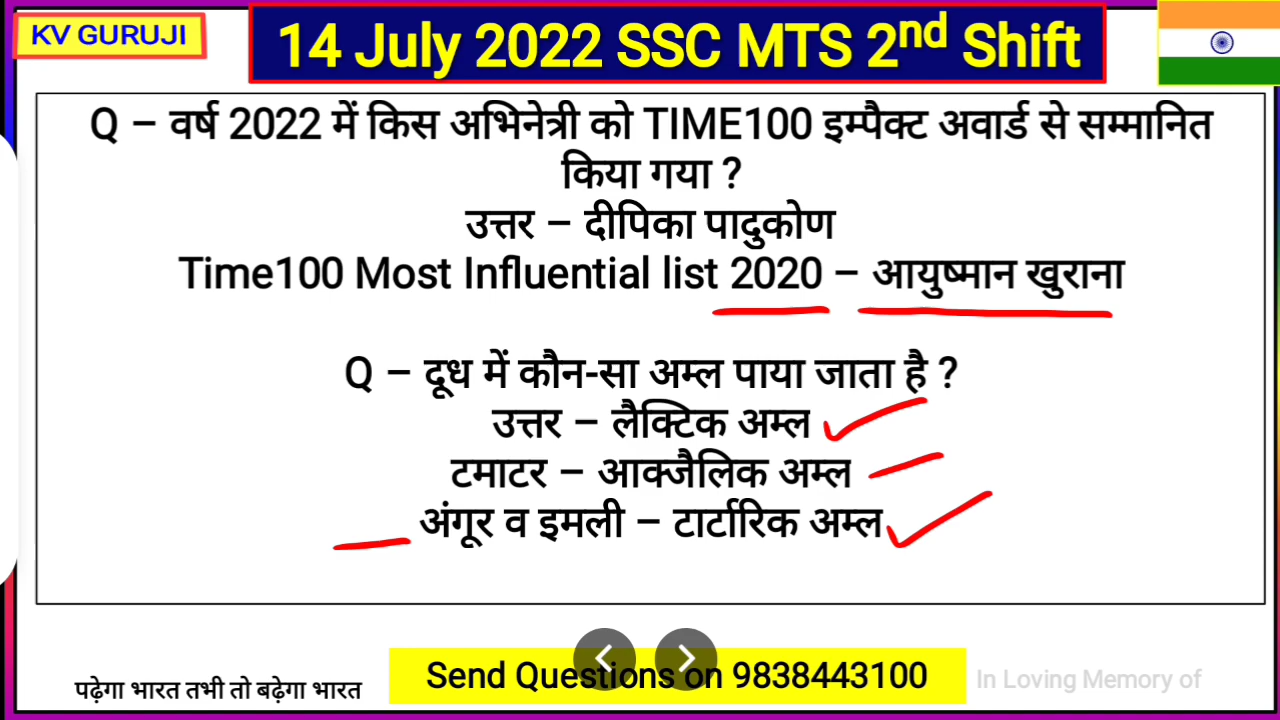 KV GURUJI
14 July 2022 SSC MTS 2nd Shift
Q – वर्ष 2022 में किस अभिनेत्री को TIME100 इम्पैक्ट अवार्ड से सम्मानित
किया गया ?
उत्तर – दीपिका पादुकोण
Time100 Most Influential list 2020 – आयुष्मान खुराना
Q – दूध में कौन-सा अम्ल पाया जाता है ?
उत्तर – लैक्टिक अम्ल
टमाटर – आक्जैलिक अम्ल
अंगूर व इमली – टार्टारिक अम्ल
पढ़ेगा भारत तभी तो बढ़ेगा भारत
Send Questions on 9838443100
In Loving Memory of